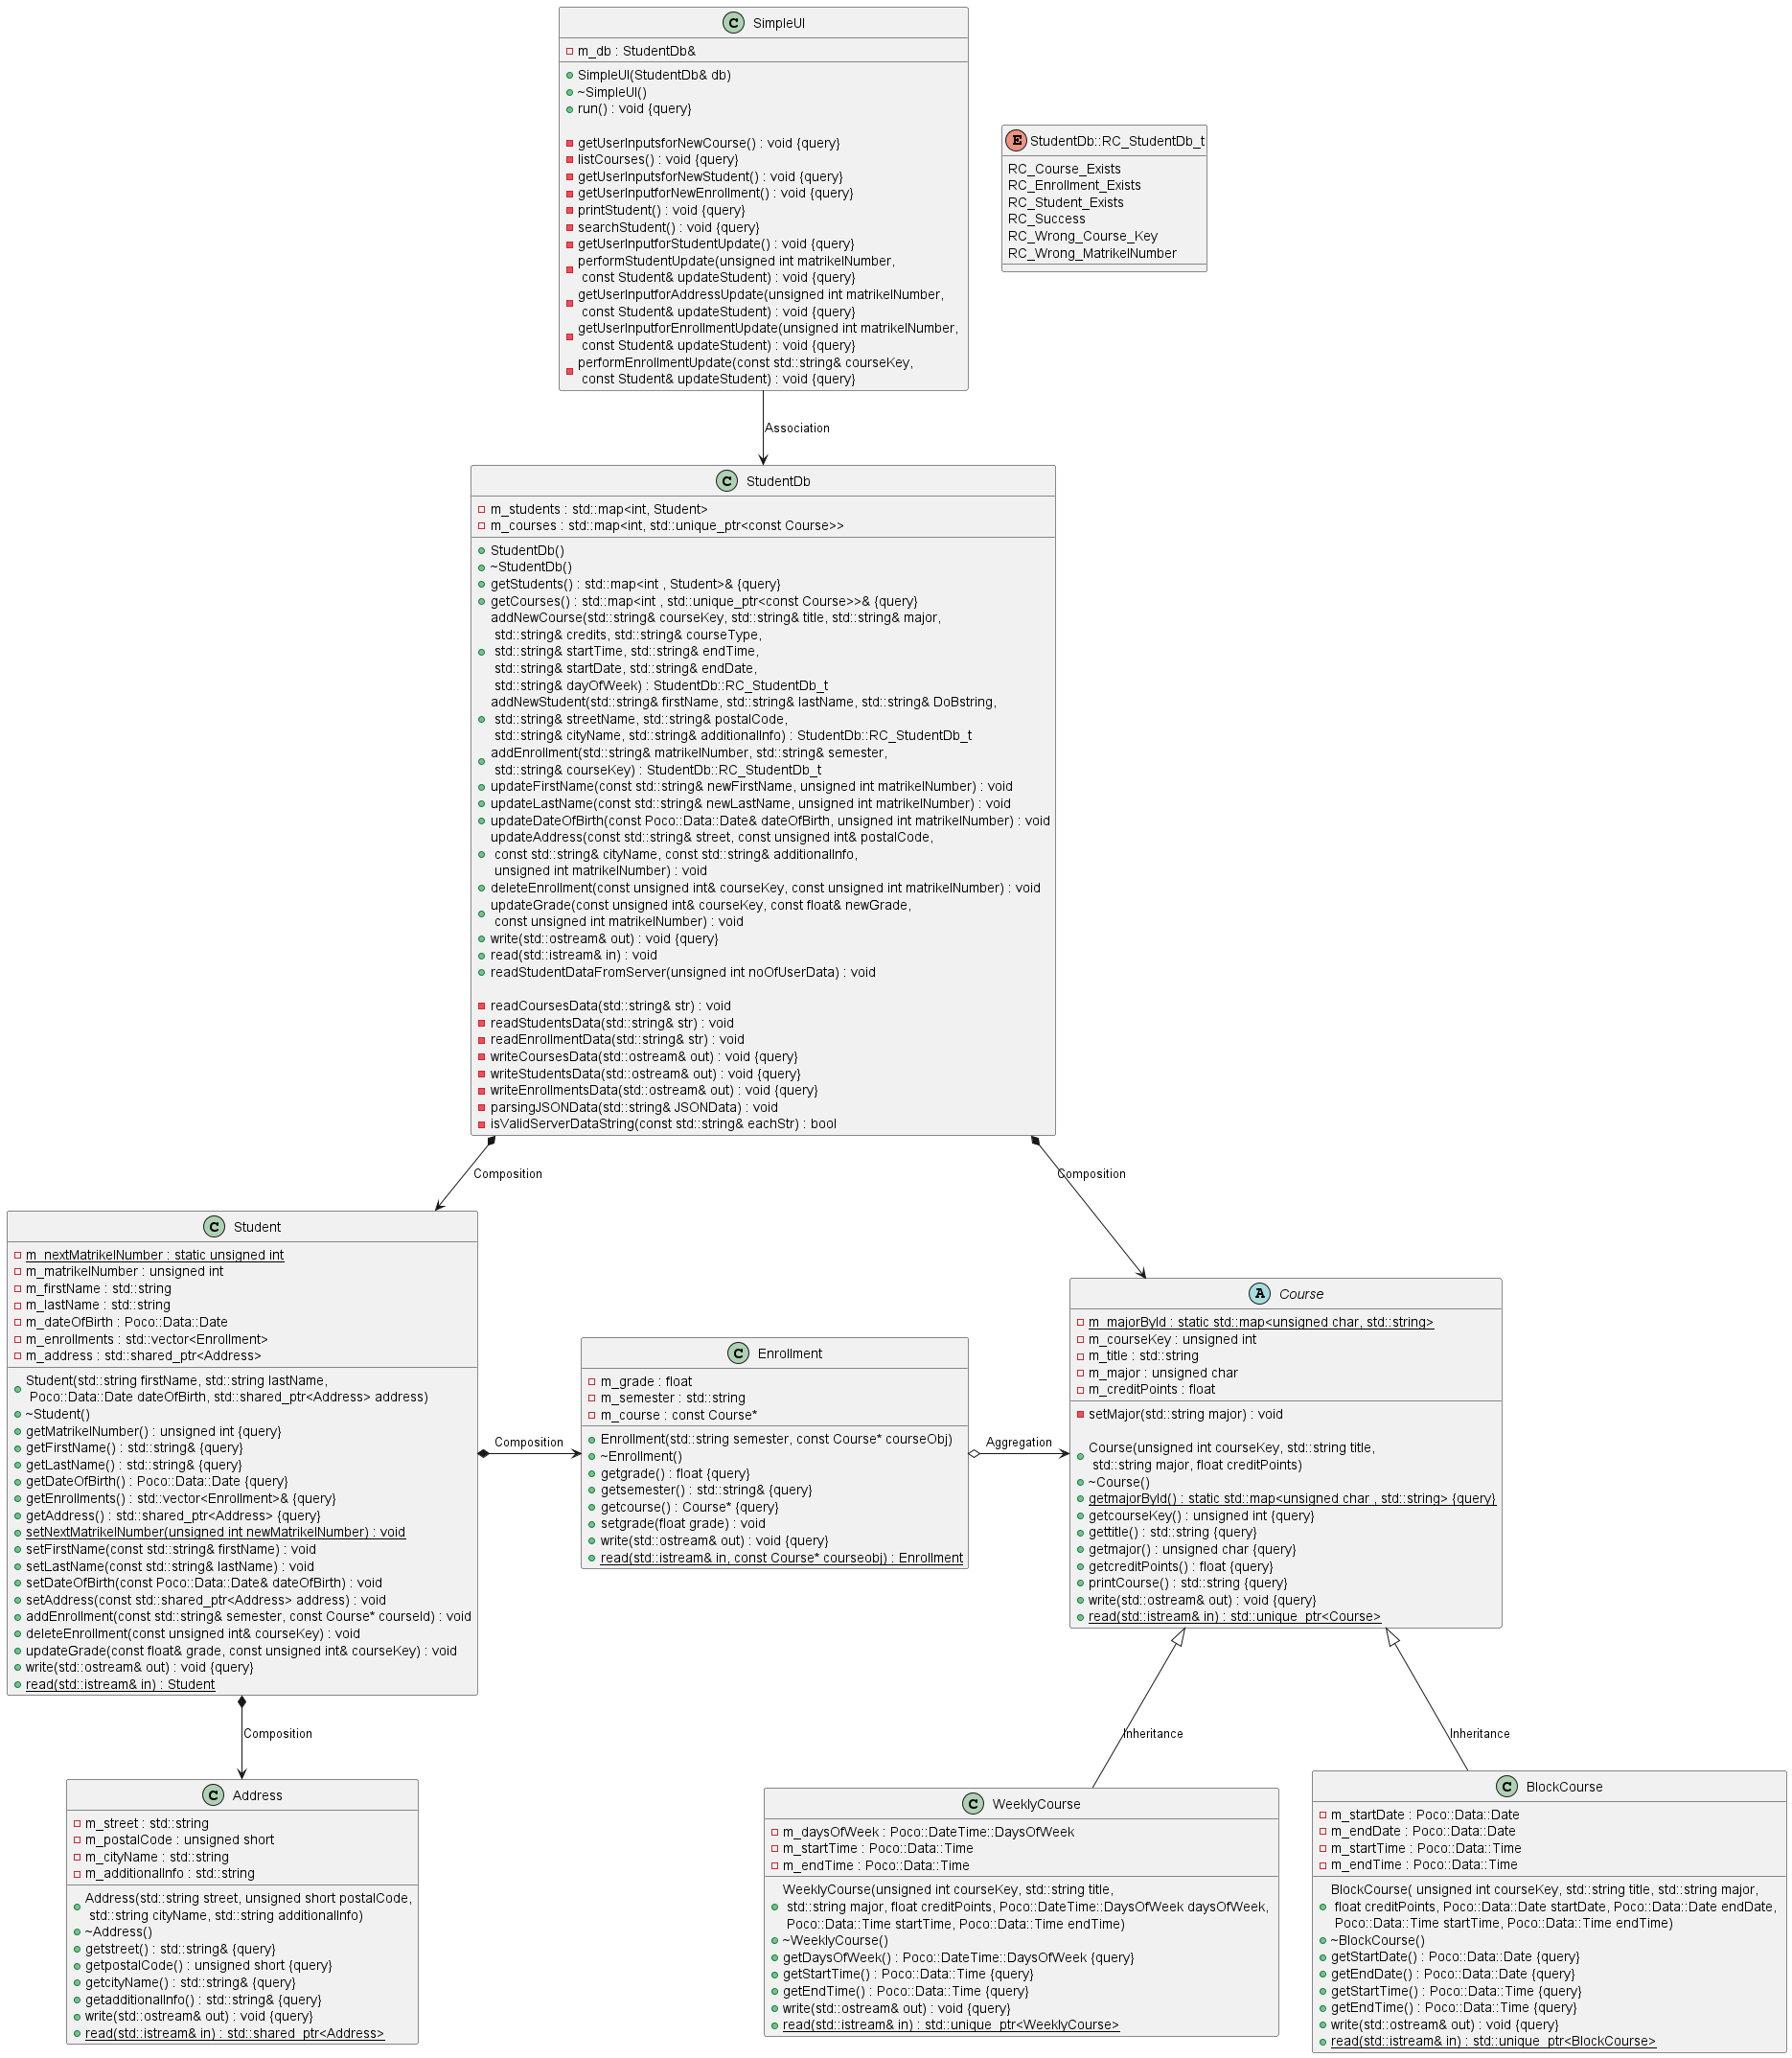 C SimpleUI
m_db : StudentDb&
SimpleUI(StudentDb& db)
~SimpleUI()
run() : void {query}
getUserInputsforNewCourse() : void {query}
listCourses() : void {query}
getUserInputsforNewStudent() : void {query}
getUserInputforNewEnrollment() : void {query}
printStudent() : void {query}
searchStudent() : void {query}
getUserInputforStudentUpdate() : void {query}
performStudentUpdate(unsigned int matrikelNumber,
const Student& updateStudent) : void {query}
getUserInputforAddressUpdate(unsigned int matrikelNumber,
const Student& updateStudent) : void {query}
getUserInputforEnrollmentUpdate(unsigned int matrikelNumber,
const Student& updateStudent) : void {query}
performEnrollmentUpdate(const std::string& courseKey,
const Student& updateStudent) : void {query}
E StudentDb::RC_StudentDb_t
RC_Course_Exists
RC_Enrollment_Exists
RC_Student_Exists
RC_Success
RC_Wrong_Course_Key
RC_Wrong_MatrikelNumber
Association
C StudentDb
m_students : std::map<int, Student>
m_courses : std::map<int, std::unique_ptr<const Course>>
StudentDb()
~StudentDb()
getStudents() : std::map<int , Student>& {query}
getCourses() : std::map<int , std::unique_ptr<const Course>>& {query}
addNewCourse(std::string& courseKey, std::string& title, std::string& major,
std::string& credits, std::string& courseType,
std::string& startTime, std::string& endTime,
std::string& startDate, std::string& endDate,
std::string& dayOfWeek) : StudentDb::RC_StudentDb_t
addNewStudent(std::string& firstName, std::string& lastName, std::string& DoBstring,
std::string& streetName, std::string& postalCode,
std::string& cityName, std::string& additionalInfo) : StudentDb::RC_StudentDb_t
addEnrollment(std::string& matrikelNumber, std::string& semester,
std::string& courseKey) : StudentDb::RC_StudentDb_t
updateFirstName(const std::string& newFirstName, unsigned int matrikelNumber) : void
updateLastName(const std::string& newLastName, unsigned int matrikelNumber) : void
updateDateOfBirth(const Poco::Data::Date& dateOfBirth, unsigned int matrikelNumber) : void
updateAddress(const std::string& street, const unsigned int& postalCode,
const std::string& cityName, const std::string& additionalInfo,
unsigned int matrikelNumber) : void
deleteEnrollment(const unsigned int& courseKey, const unsigned int matrikelNumber) : void
updateGrade(const unsigned int& courseKey, const float& newGrade,
const unsigned int matrikelNumber) : void
write(std::ostream& out) : void {query}
read(std::istream& in) : void
readStudentDataFromServer(unsigned int noOfUserData) : void
readCoursesData(std::string& str) : void
readStudentsData(std::string& str) : void
readEnrollmentData(std::string& str) : void
writeCoursesData(std::ostream& out) : void {query}
writeStudentsData(std::ostream& out) : void {query}
writeEnrollmentsData(std::ostream& out) : void {query}
parsingJSONData(std::string& JSONData) : void
isValidServerDataString(const std::string& eachStr) : bool
Composition
Composition
C Student
m_nextMatrikelNumber : static unsigned int
m_matrikelNumber : unsigned int
m_firstName : std::string
m_lastName : std::string
m_dateOfBirth : Poco::Data::Date
m_enrollments : std::vector<Enrollment>
m_address : std::shared_ptr<Address>
Student(std::string firstName, std::string lastName,
Poco::Data::Date dateOfBirth, std::shared_ptr<Address> address)
~Student()
getMatrikelNumber() : unsigned int {query}
getFirstName() : std::string& {query}
getLastName() : std::string& {query}
getDateOfBirth() : Poco::Data::Date {query}
getEnrollments() : std::vector<Enrollment>& {query}
getAddress() : std::shared_ptr<Address> {query}
setNextMatrikelNumber(unsigned int newMatrikelNumber) : void
setFirstName(const std::string& firstName) : void
setLastName(const std::string& lastName) : void
setDateOfBirth(const Poco::Data::Date& dateOfBirth) : void
setAddress(const std::shared_ptr<Address> address) : void
addEnrollment(const std::string& semester, const Course* courseId) : void
deleteEnrollment(const unsigned int& courseKey) : void
updateGrade(const float& grade, const unsigned int& courseKey) : void
write(std::ostream& out) : void {query}
read(std::istream& in) : Student
Composition
C Enrollment
m_grade : float
m_semester : std::string
m_course : const Course*
Enrollment(std::string semester, const Course* courseObj)
~Enrollment()
getgrade() : float {query}
getsemester() : std::string& {query}
getcourse() : Course* {query}
setgrade(float grade) : void
write(std::ostream& out) : void {query}
read(std::istream& in, const Course* courseobj) : Enrollment
Aggregation
A Course
m_majorById : static std::map<unsigned char, std::string>
m_courseKey : unsigned int
m_title : std::string
m_major : unsigned char
m_creditPoints : float
setMajor(std::string major) : void
Course(unsigned int courseKey, std::string title,
std::string major, float creditPoints)
~Course()
getmajorById() : static std::map<unsigned char , std::string> {query}
getcourseKey() : unsigned int {query}
gettitle() : std::string {query}
getmajor() : unsigned char {query}
getcreditPoints() : float {query}
printCourse() : std::string {query}
write(std::ostream& out) : void {query}
read(std::istream& in) : std::unique_ptr<Course>
Composition
Inheritance
Inheritance
C Address
m_street : std::string
m_postalCode : unsigned short
m_cityName : std::string
m_additionalInfo : std::string
Address(std::string street, unsigned short postalCode,
std::string cityName, std::string additionalInfo)
~Address()
getstreet() : std::string& {query}
getpostalCode() : unsigned short {query}
getcityName() : std::string& {query}
getadditionalInfo() : std::string& {query}
write(std::ostream& out) : void {query}
read(std::istream& in) : std::shared_ptr<Address>
C WeeklyCourse
m_daysOfWeek : Poco::DateTime::DaysOfWeek
m_startTime : Poco::Data::Time
m_endTime : Poco::Data::Time
WeeklyCourse(unsigned int courseKey, std::string title,
std::string major, float creditPoints, Poco::DateTime::DaysOfWeek daysOfWeek,
Poco::Data::Time startTime, Poco::Data::Time endTime)
~WeeklyCourse()
getDaysOfWeek() : Poco::DateTime::DaysOfWeek {query}
getStartTime() : Poco::Data::Time {query}
getEndTime() : Poco::Data::Time {query}
write(std::ostream& out) : void {query}
read(std::istream& in) : std::unique_ptr<WeeklyCourse>
C BlockCourse
m_startDate : Poco::Data::Date
m_endDate : Poco::Data::Date
m_startTime : Poco::Data::Time
m_endTime : Poco::Data::Time
BlockCourse( unsigned int courseKey, std::string title, std::string major,
float creditPoints, Poco::Data::Date startDate, Poco::Data::Date endDate,
Poco::Data::Time startTime, Poco::Data::Time endTime)
~BlockCourse()
getStartDate() : Poco::Data::Date {query}
getEndDate() : Poco::Data::Date {query}
getStartTime() : Poco::Data::Time {query}
getEndTime() : Poco::Data::Time {query}
write(std::ostream& out) : void {query}
read(std::istream& in) : std::unique_ptr<BlockCourse>